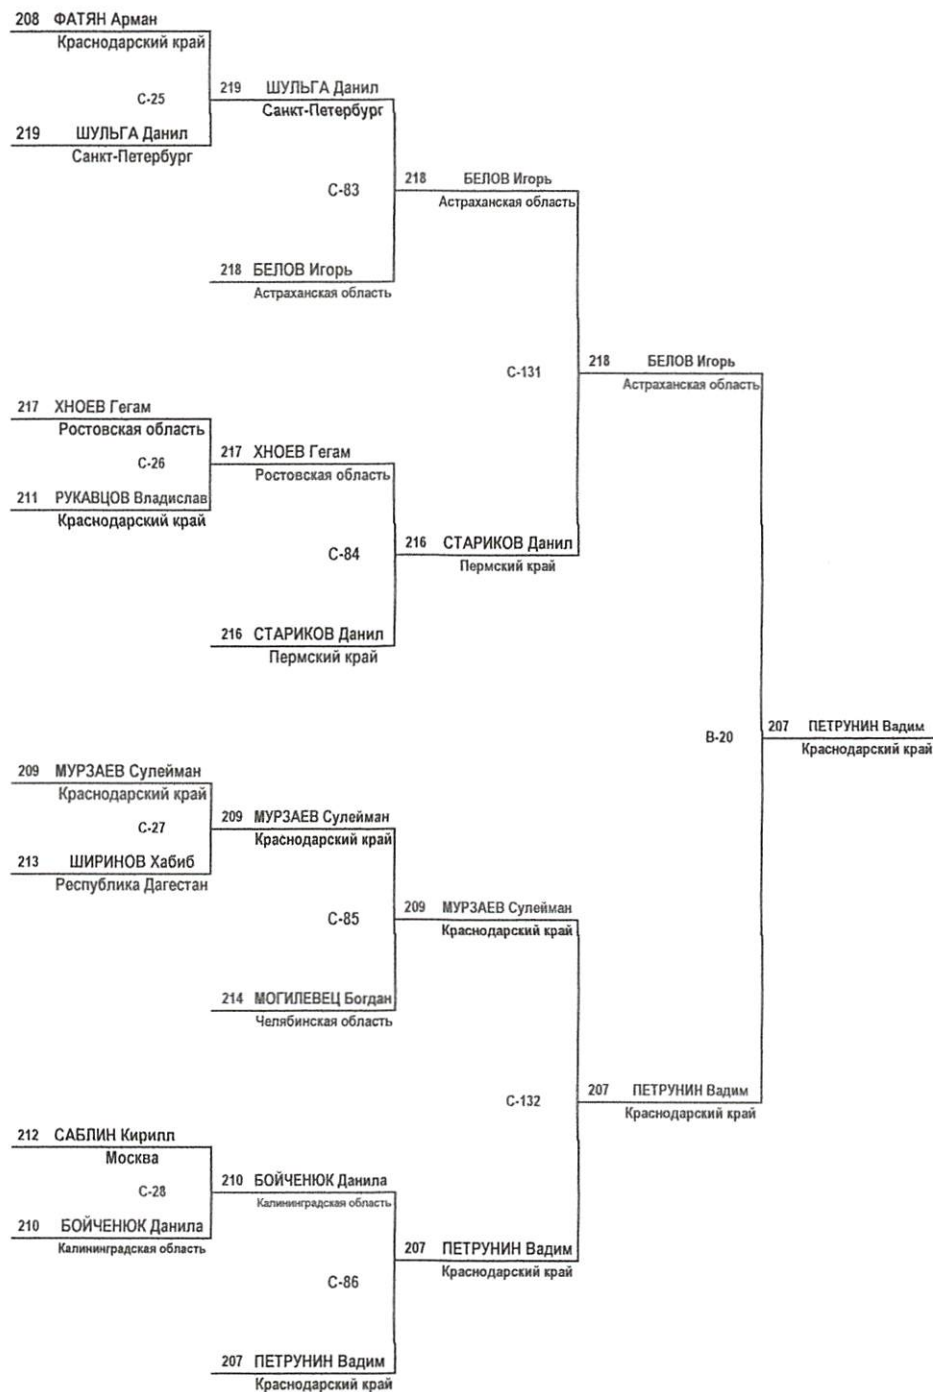 208 ФАТЯН Арман
Краснодарский край
С-25
219 ШУЛЬГА Данил
Санкт-Петербург
219 ШУЛЬГА Данил
Санкт-Петербург
С-83
218 БЕЛОВ Игорь
Астраханская область
218 БЕЛОВ Игорь
Астраханская область
С-131
218 БЕЛОВ Игорь
Астраханская область
217 ХНОЕВ Гегам
Ростовская область
С-26
217 ХНОЕВ Гегам
Ростовская область
211 РУКАВЦОВ Владислав
Краснодарский край
С-84
216 СТАРИКОВ Данил
Пермский край
216 СТАРИКОВ Данил
Пермский край
В-20
207 ПЕТРУНИН Вадим
Краснодарский край
209 МУРЗАЕВ Сулейман
Краснодарский край
С-27
209 МУРЗАЕВ Сулейман
Краснодарский край
213 ШИРИНОВ Хабиб
Республика Дагестан
С-85
209 МУРЗАЕВ Сулейман
Краснодарский край
214 МОГИЛЕВЕЦ Богдан
Челябинская область
С-132
207 ПЕТРУНИН Вадим
Краснодарский край
212 САБЛИН Кирилл
Москва
С-28
210 БОЙЧЕНЮК Данила
Калининградская область
210 БОЙЧЕНЮК Данила
Калининградская область
С-86
207 ПЕТРУНИН Вадим
Краснодарский край
207 ПЕТРУНИН Вадим
Краснодарский край